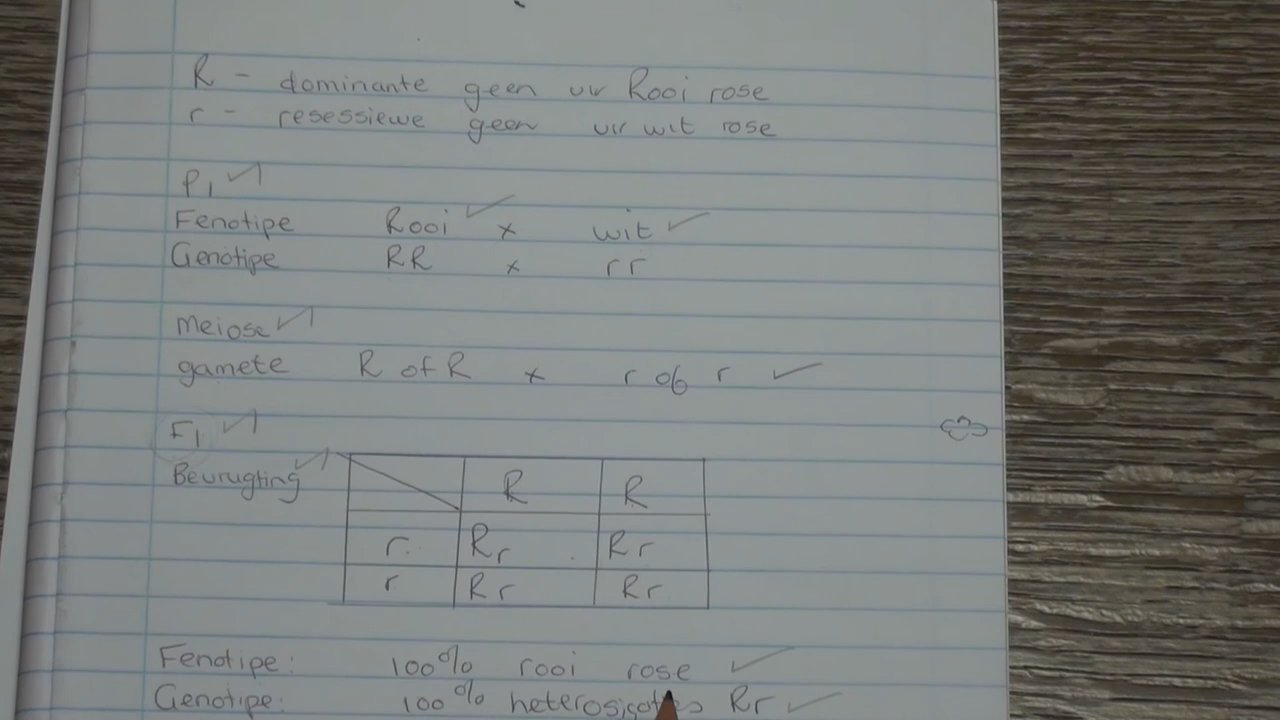 R - dominante geen vir Rooi rose
r - resessiewe geen vir wit rose
P1
Fenotipe Rooi x wit
Genotipe RR x rr
meiose
gamete R of R x r of r
F1
Bevrugting R R
r Rr Rr
r Rr Rr
Fenotipe: 100% rooi rose
Genotipe: 100% Rr